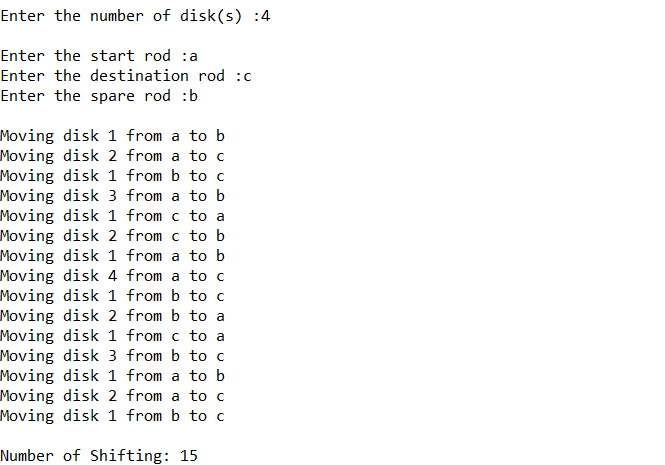 Enter the number of disk(s) :4
Enter the start rod :a
Enter the destination rod :c
Enter the spare rod :b
Moving disk 1 from a to b
Moving disk 2 from a to c
Moving disk 1 from b to c
Moving disk 3 from a to b
Moving disk 1 from c to a
Moving disk 2 from c to b
Moving disk 1 from a to b
Moving disk 4 from a to c
Moving disk 1 from b to c
Moving disk 2 from b to a
Moving disk 1 from c to a
Moving disk 3 from b to c
Moving disk 1 from a to b
Moving disk 2 from a to c
Moving disk 1 from b to c
Number of Shifting: 15